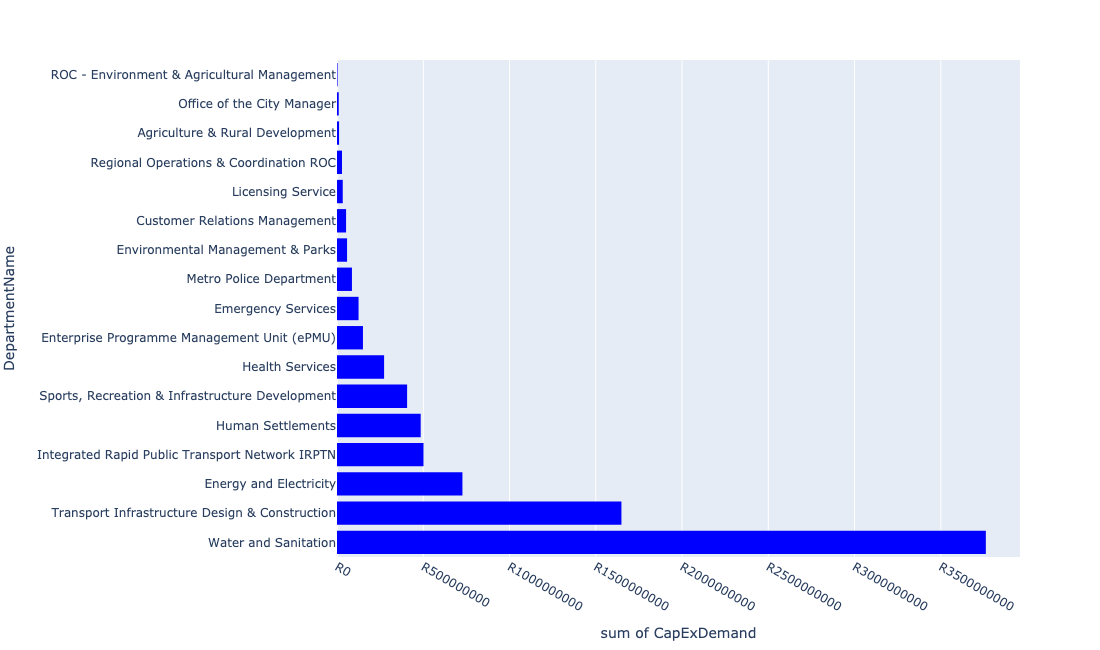 ROC - Environment & Agricultural Management
Office of the City Manager
Agriculture & Rural Development
Regional Operations & Coordination ROC
Licensing Service
Customer Relations Management
Environmental Management & Parks
Metro Police Department
Emergency Services
Enterprise Programme Management Unit (ePMU)
Health Services
Sports, Recreation & Infrastructure Development
Human Settlements
Integrated Rapid Public Transport Network IRPTN
Energy and Electricity
Transport Infrastructure Design & Construction
Water and Sanitation
DepartmentName
R0
R500000000
R1000000000
R1500000000
R2000000000
R2500000000
R3000000000
R3500000000
sum of CapExDemand